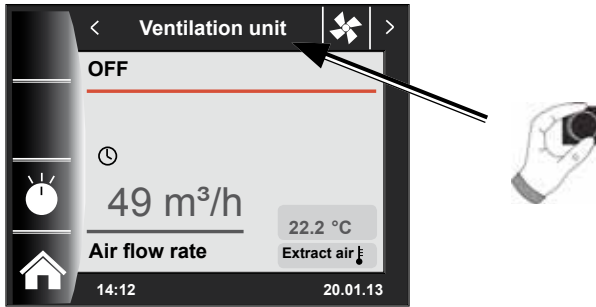 Ventilation unit
OFF
49 m³/h
22.2 °C
Air flow rate
Extract air
14:12
20.01.13